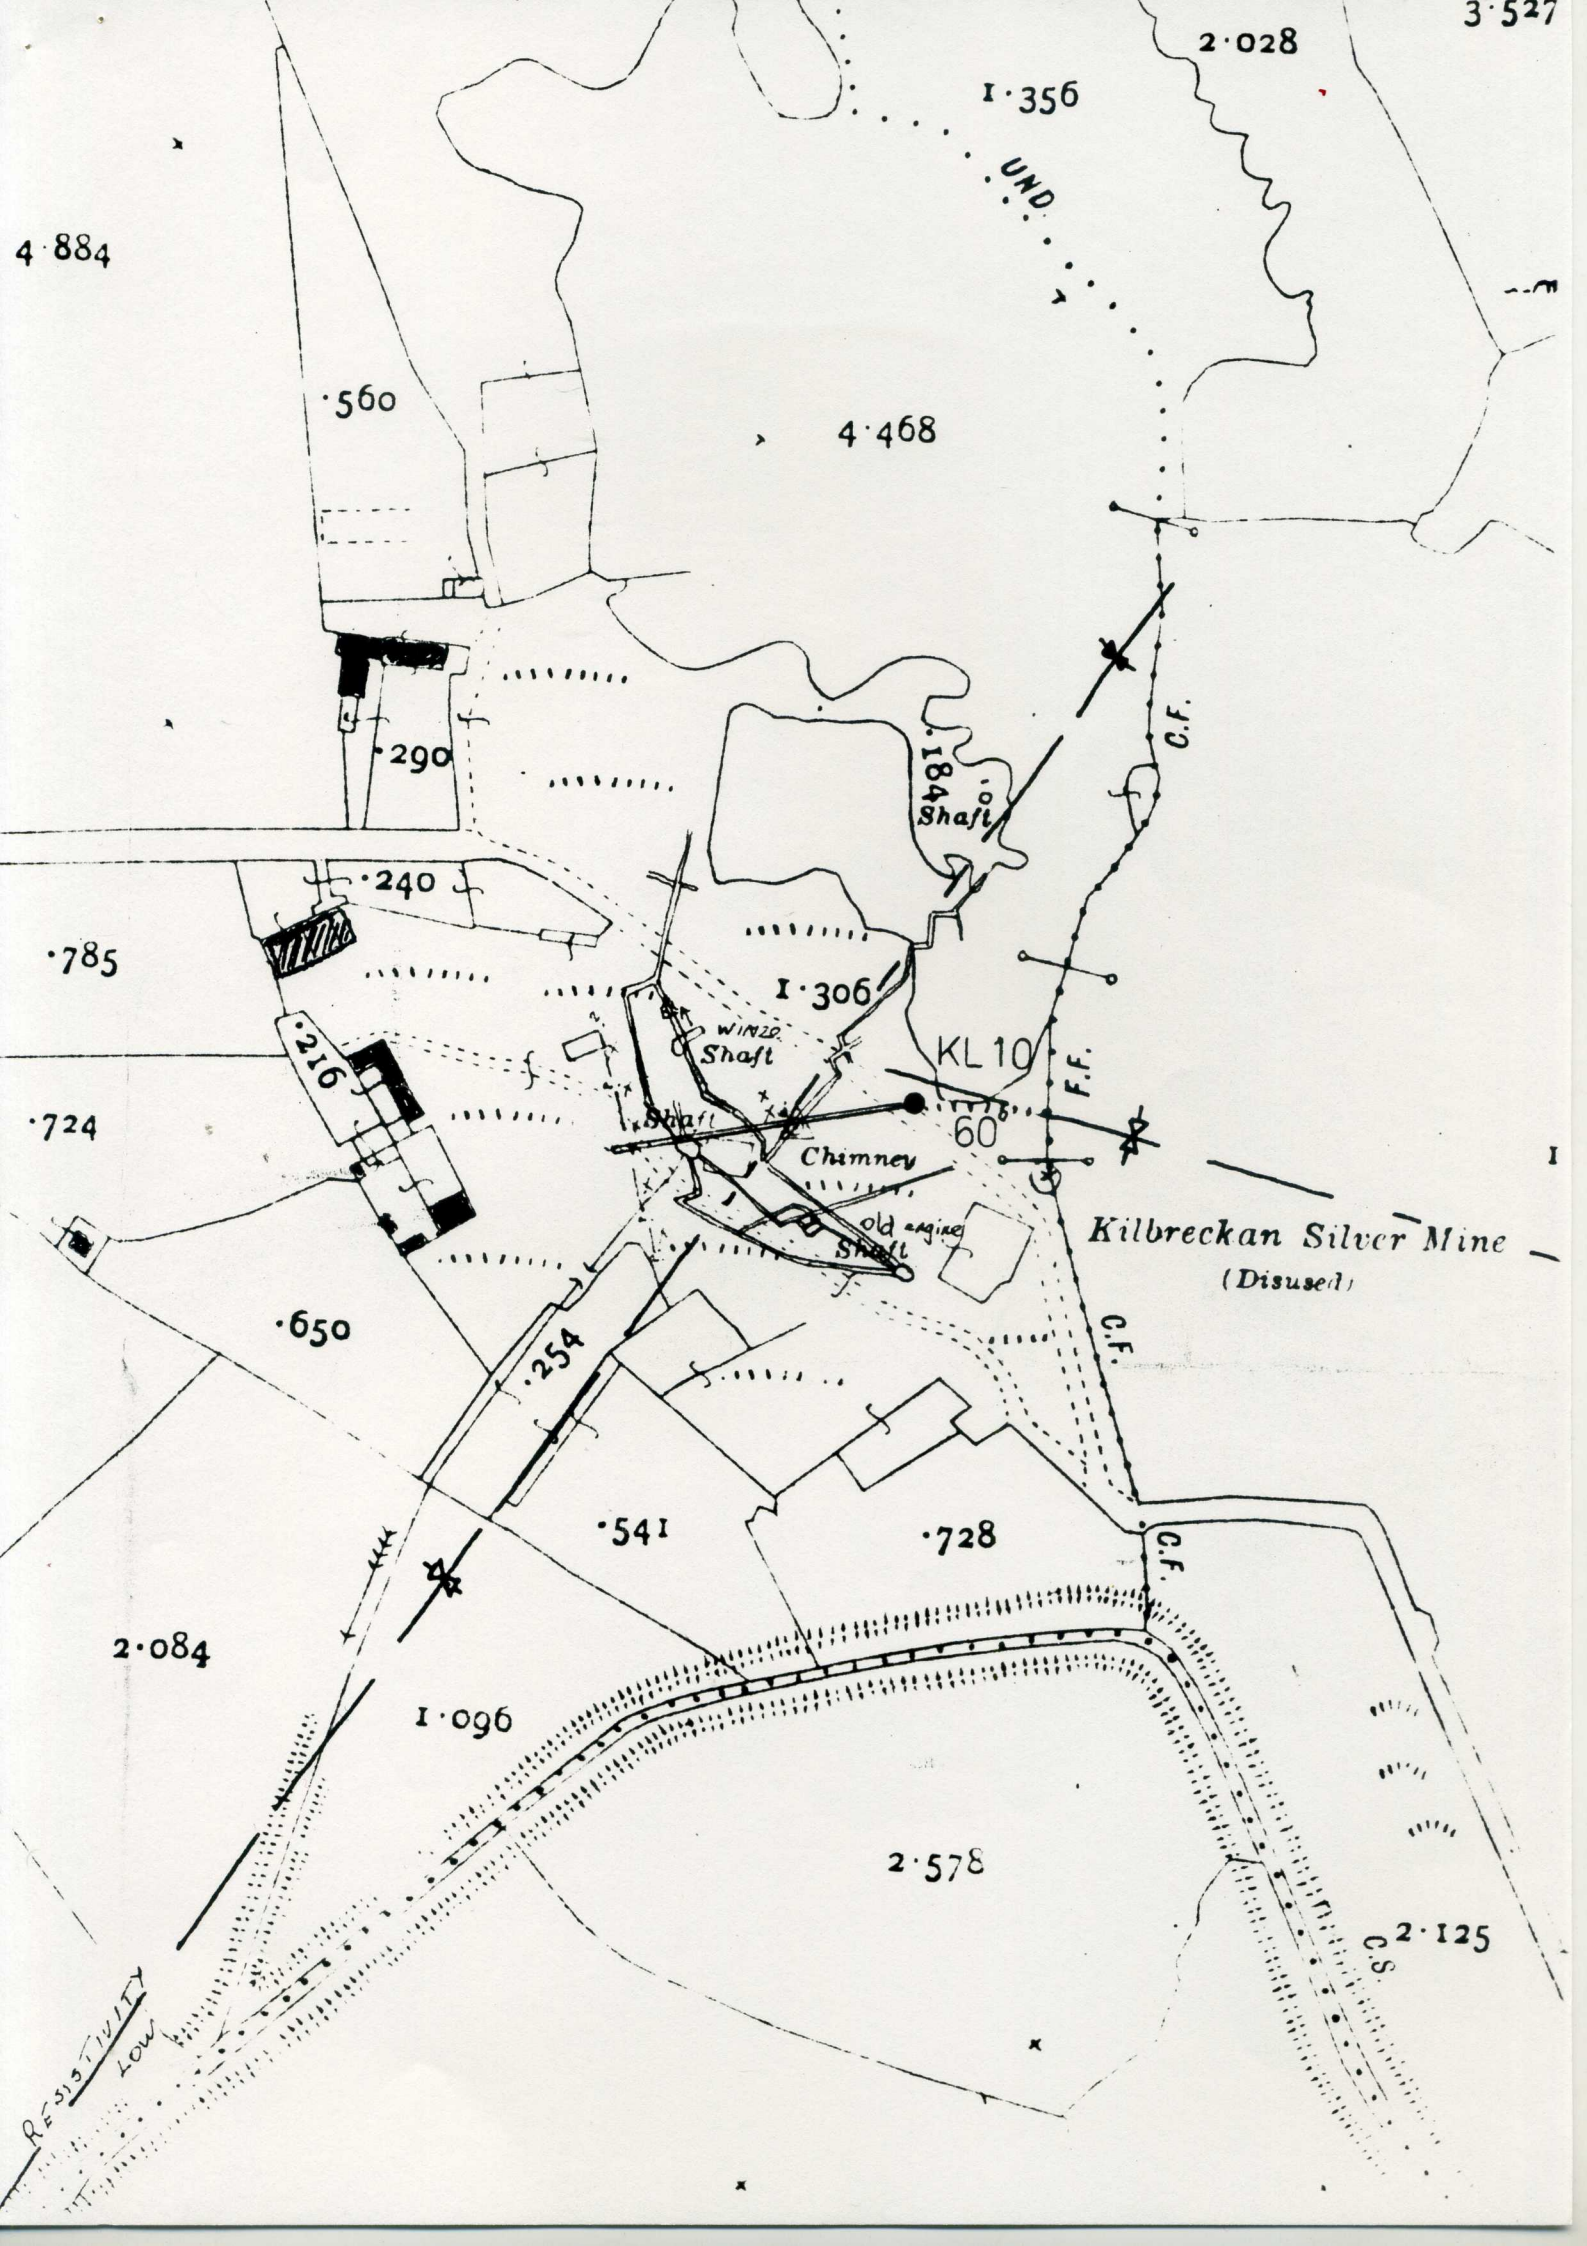 3·527
2·028
1·356
UND.
4·884
·560
4·468
C.F.
·290
·184
Shaft
·240
·785
1·306
winze
Shaft
KL 10
F.F.
·216
·724
Shaft
60
Chimney
1
Old engine
Shaft
Kilbreckan Silver Mine
(Disused)
·650
C.F.
·254
·541
·728
C.F.
2·084
1·096
2·578
2·125
C.S.
RESISTIVITY
LOW